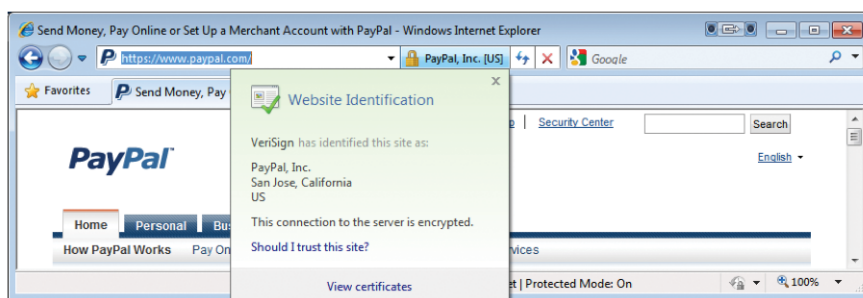 Send Money, Pay Online or Set Up a Merchant Account with PayPal - Windows Internet Explorer
https://www.paypal.com/
PayPal, Inc. [US]
Google
Favorites
Send Money, Pay
Website Identification
x
VeriSign has identified this site as:
PayPal, Inc.
San Jose, California
US
This connection to the server is encrypted.
Should I trust this site?
View certificates
Security Center
Search
PayPal
English
Home Personal Bu
How PayPal Works Pay On
vices
et | Protected Mode: On
100%